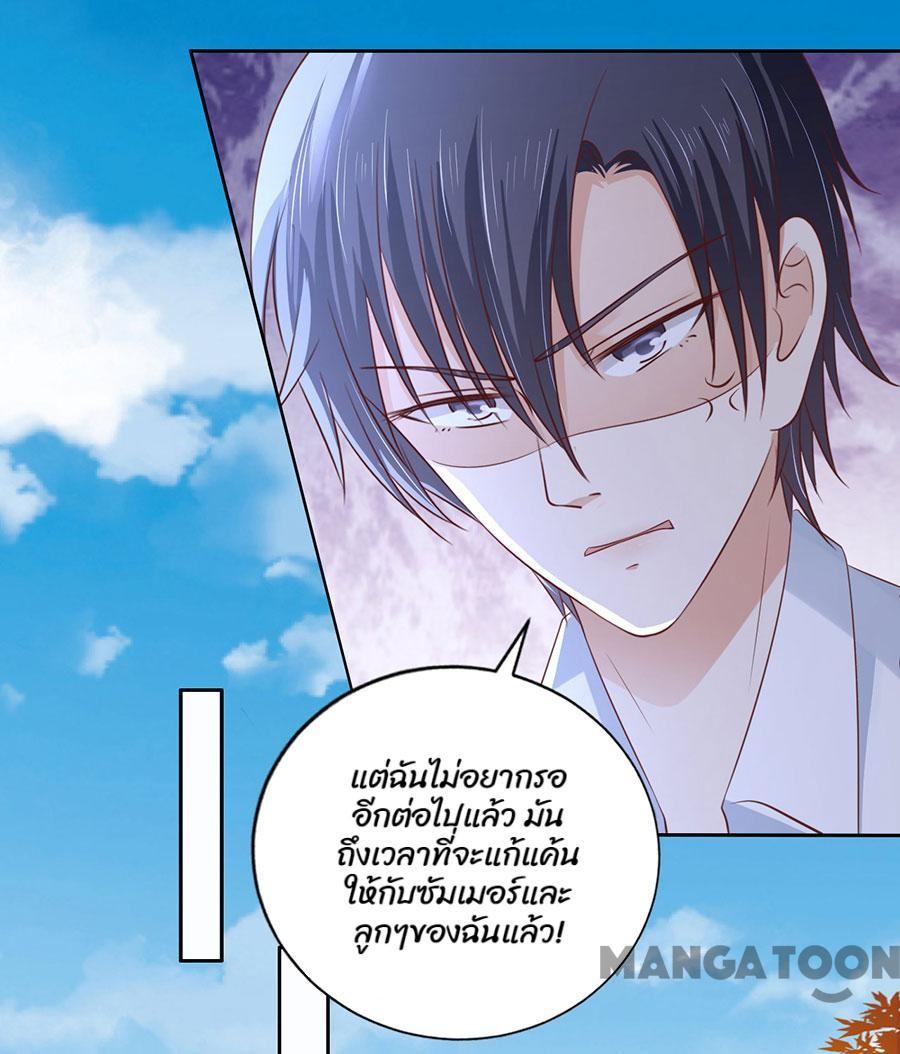 แต่ฉันไม่อยากรอ
อีกต่อไปแล้ว มัน
ถึงเวลาที่จะแก้แค้น
ให้กับซัมเมอร์และ
ลูกๆของฉันแล้ว!
MANGATOON